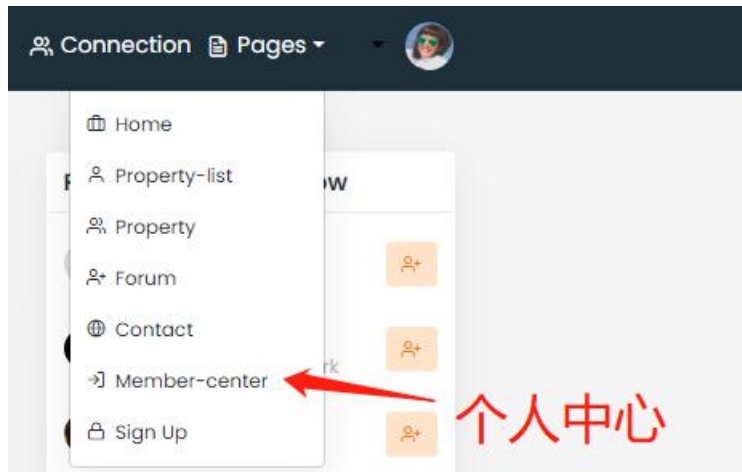 Connection Pages
Home
Property-list
Property
Forum
Contact
Member-center
个人中心
Sign Up